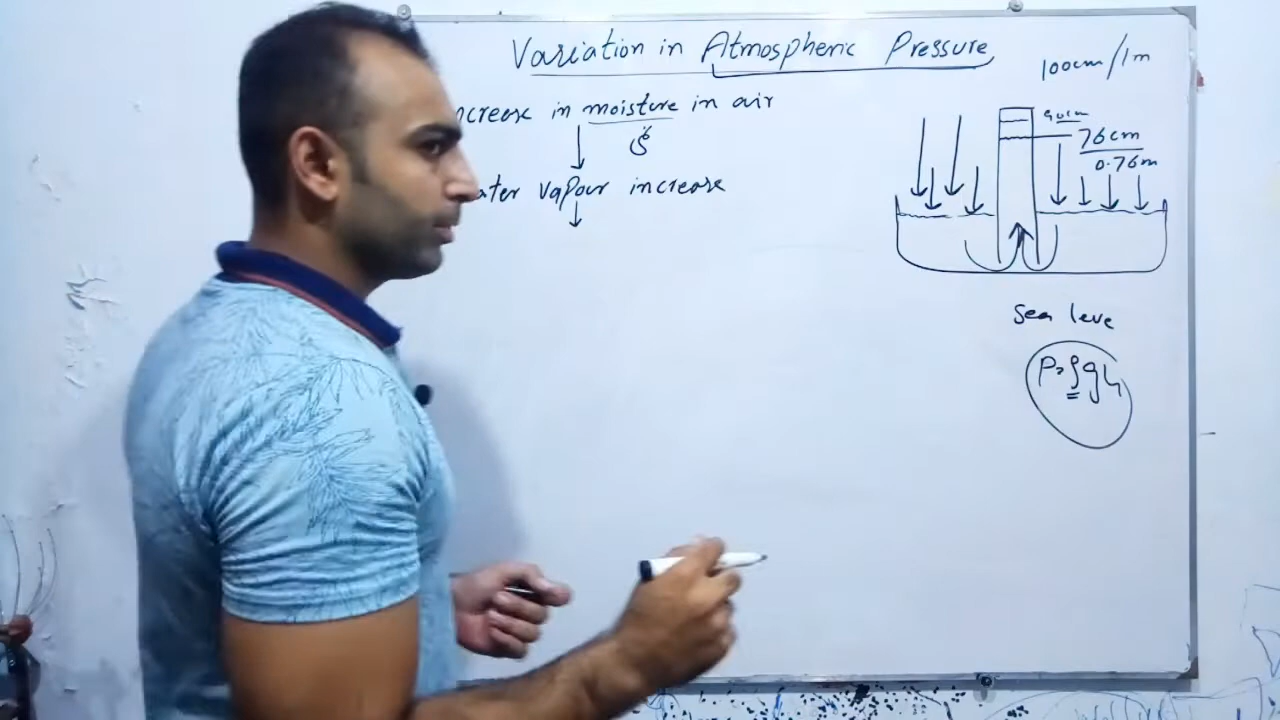 Variation in Atmospheric Pressure
100cm/1m
ncrease in moisture in air
ater vapour increase
90cm
76cm
0.76m
Sea leve
P=ρgh